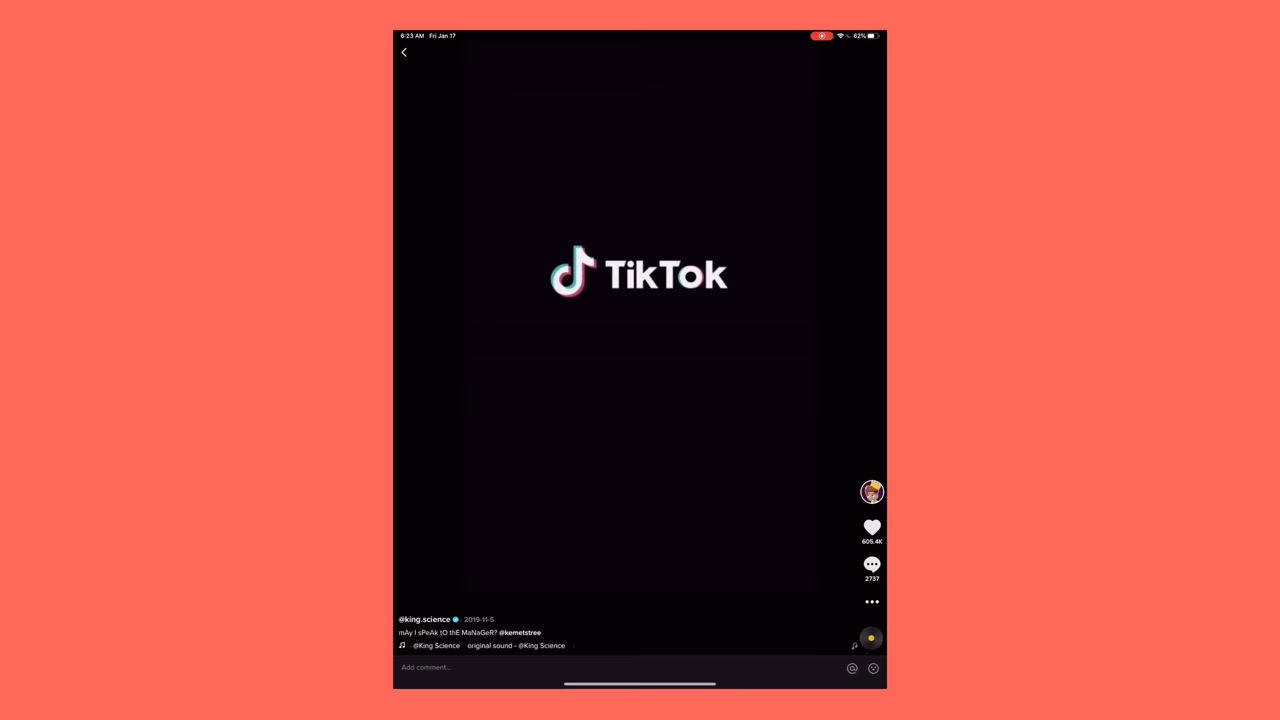 6:23 AM Fri Jan 17 62%
TikTok
605.4K
2737
@king.science 2019-11-5
mAy I sPeAk tO thE MaNaGeR? @kemetstree
· @King Science original sound - @King Science
Add comment...